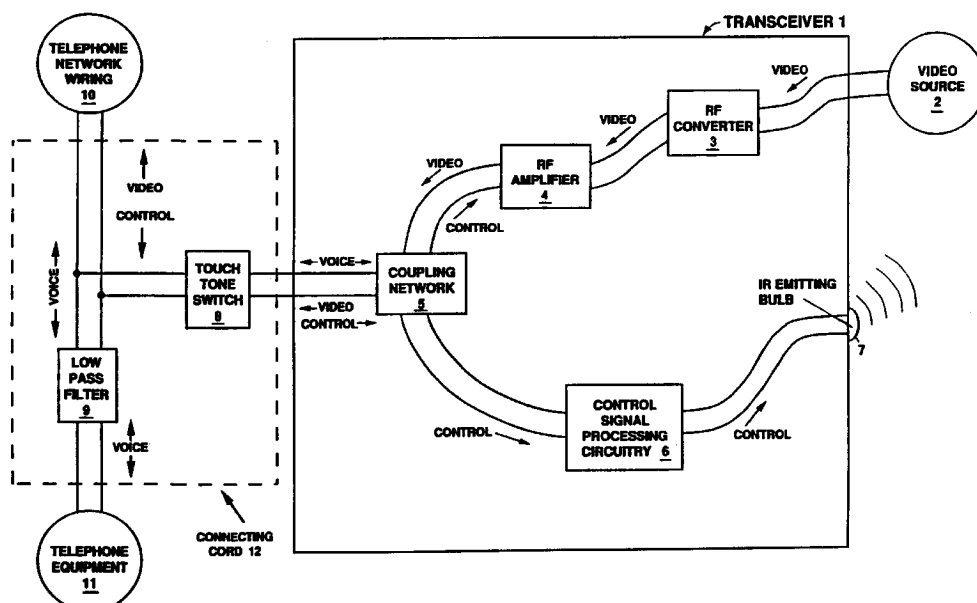 TRANSCEIVER 1
TELEPHONE
NETWORK
WIRING
10
VIDEO
SOURCE
2
VIDEO
RF
CONVERTER
3
VIDEO
RF
AMPLIFIER
4
VIDEO
CONTROL
VIDEO
CONTROL
VOICE
TOUCH
TONE
SWITCH
8
VOICE
VIDEO
CONTROL
COUPLING
NETWORK
5
IR EMITTING
BULB
7
LOW
PASS
FILTER
9
VOICE
CONTROL
CONTROL
SIGNAL
PROCESSING
CIRCUITRY 6
CONTROL
CONNECTING
CORD 12
TELEPHONE
EQUIPMENT
11